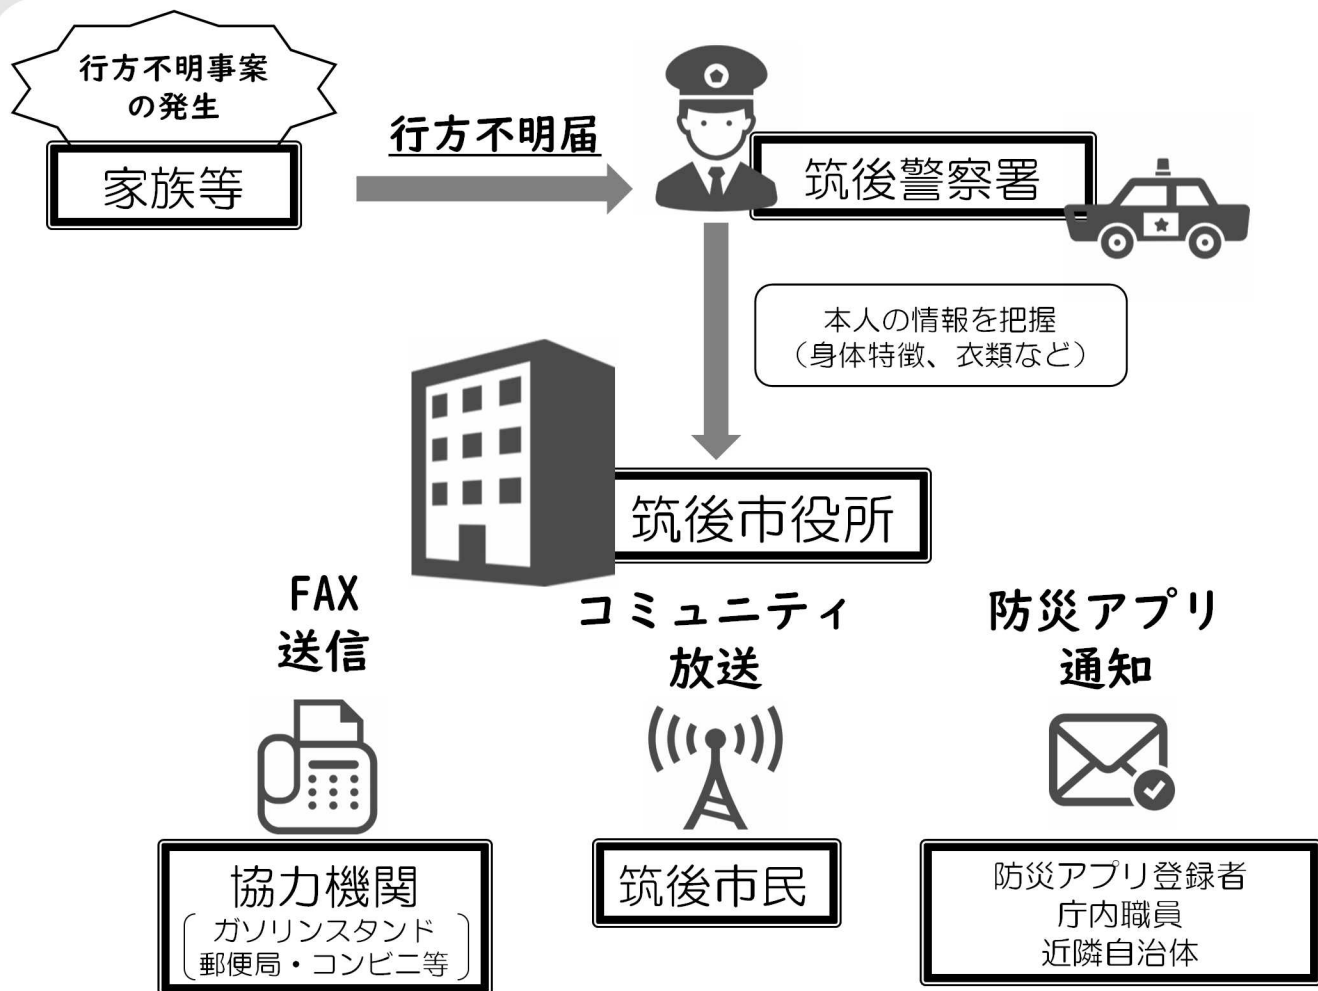 行方不明事案
の発生
家族等
行方不明届
筑後警察署
本人の情報を把握
（身体特徴、衣類など）
筑後市役所
FAX
送信
コミュニティ
放送
防災アプリ
通知
協力機関
ガソリンスタンド
郵便局・コンビニ等
筑後市民
防災アプリ登録者
庁内職員
近隣自治体